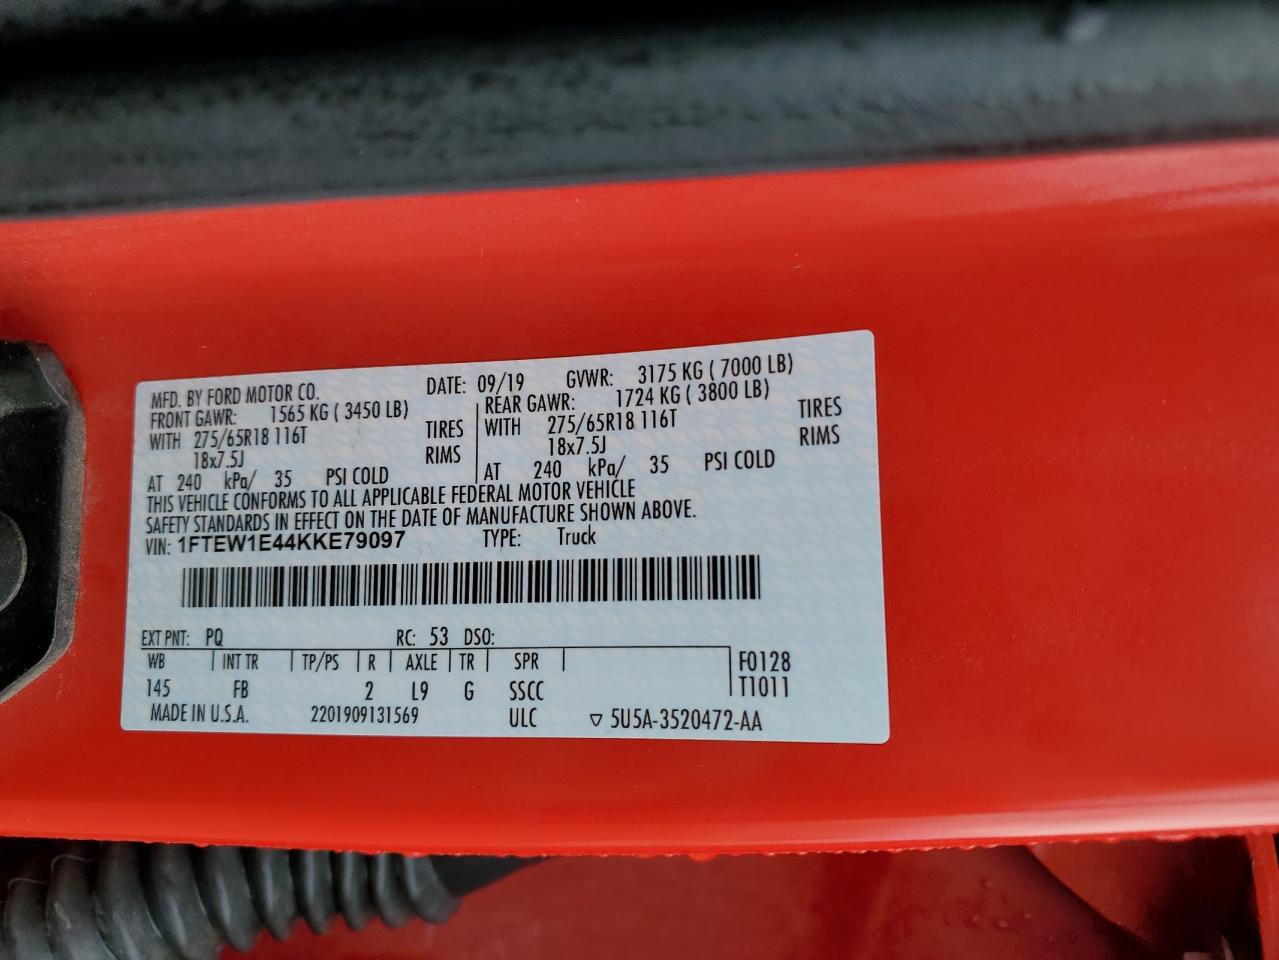 MFD. BY FORD MOTOR CO. DATE: 09/19 GVWR: 3175 KG ( 7000 LB)
FRONT GAWR: 1565 KG ( 3450 LB) REAR GAWR: 1724 KG ( 3800 LB)
WITH 275/65R18 116T TIRES WITH 275/65R18 116T TIRES
18x7.5J RIMS 18x7.5J RIMS
AT 240 kPa/ 35 PSI COLD AT 240 kPa/ 35 PSI COLD
THIS VEHICLE CONFORMS TO ALL APPLICABLE FEDERAL MOTOR VEHICLE
SAFETY STANDARDS IN EFFECT ON THE DATE OF MANUFACTURE SHOWN ABOVE.
VIN: 1FTEW1E44KKE79097 TYPE: Truck
EXT PNT: PQ RC: 53 DSO:
WB INT TR TP/PS R AXLE TR SPR F0128
145 FB 2 L9 G SSCC T1011
MADE IN U.S.A. 2201909131569 ULC ▽ 5U5A-3520472-AA